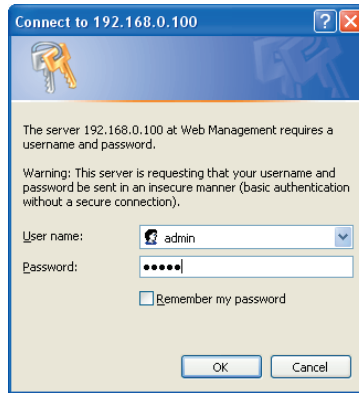 Connect to 192.168.0.100
The server 192.168.0.100 at Web Management requires a
username and password.
Warning: This server is requesting that your username and
password be sent in an insecure manner (basic authentication
without a secure connection).
User name:
admin
Password:
●●●●●
Remember my password
OK
Cancel